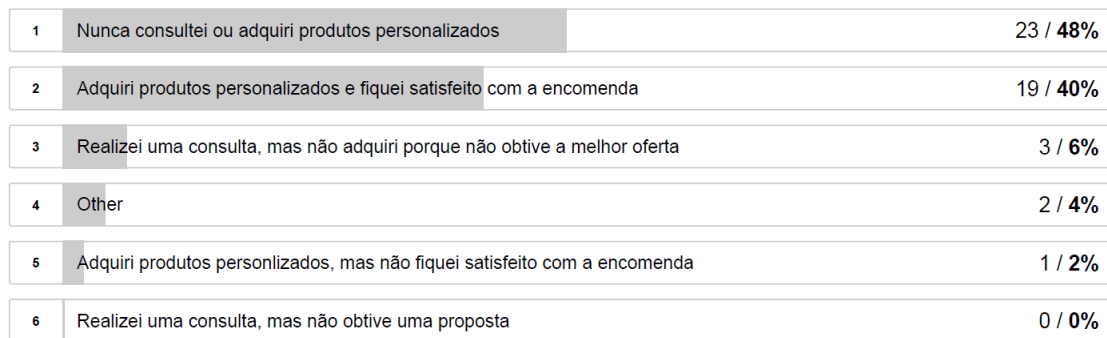 1 Nunca consultei ou adquiri produtos personalizados 23 / 48%
2 Adquiri produtos personalizados e fiquei satisfeito com a encomenda 19 / 40%
3 Realizei uma consulta, mas não adquiri porque não obtive a melhor oferta 3 / 6%
4 Other 2 / 4%
5 Adquiri produtos personlizados, mas não fiquei satisfeito com a encomenda 1 / 2%
6 Realizei uma consulta, mas não obtive uma proposta 0 / 0%